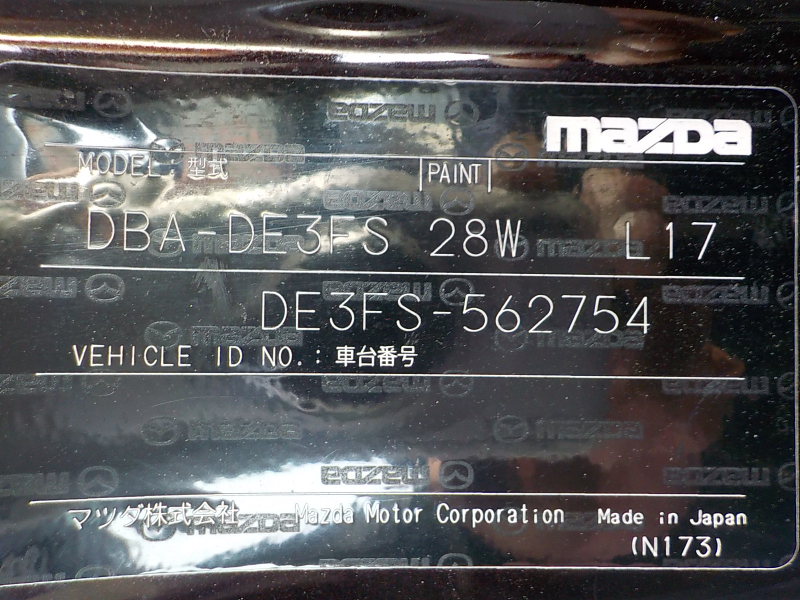 mazda
MODEL:型式 PAINT
DBA-DE3FS 28W L17
DE3FS-562754
VEHICLE ID NO.:車台番号
マツダ株式会社 Mazda Motor Corporation Made in Japan
(N173)